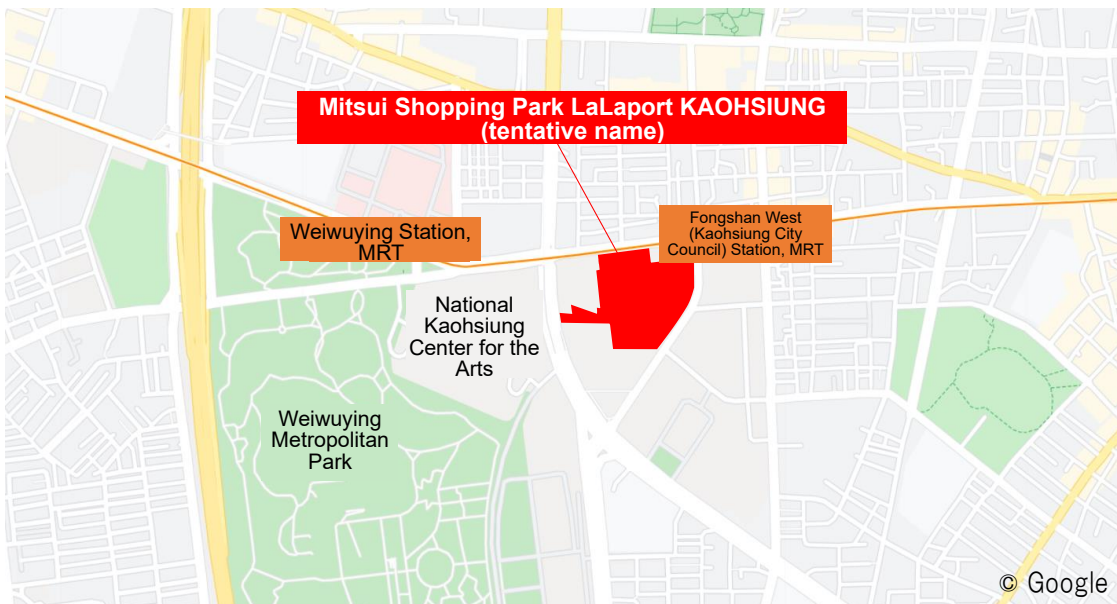 Mitsui Shopping Park LaLaport KAOHSIUNG
(tentative name)
Weiwuying Station,
MRT
Fongshan West
(Kaohsiung City
Council) Station, MRT
National
Kaohsiung
Center for the
Arts
Weiwuying
Metropolitan
Park
© Google